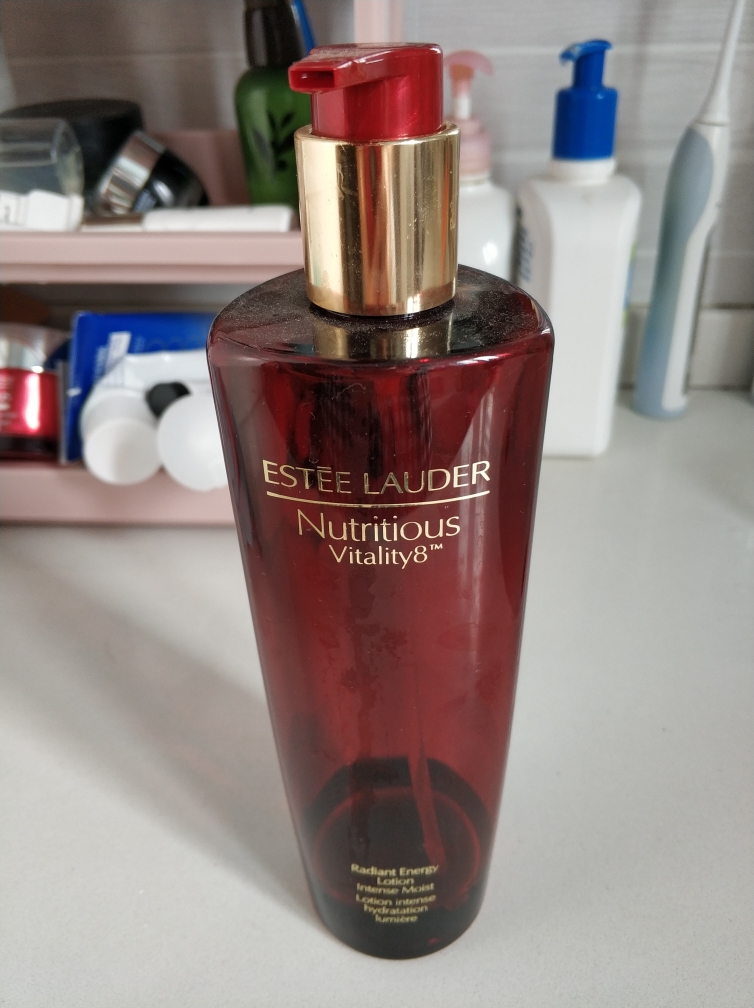 ESTĒE LAUDER
Nutritious
Vitality8™
Radiant Energy
Lotion
Intense Moist
Lotion intense
hydratation
lumière